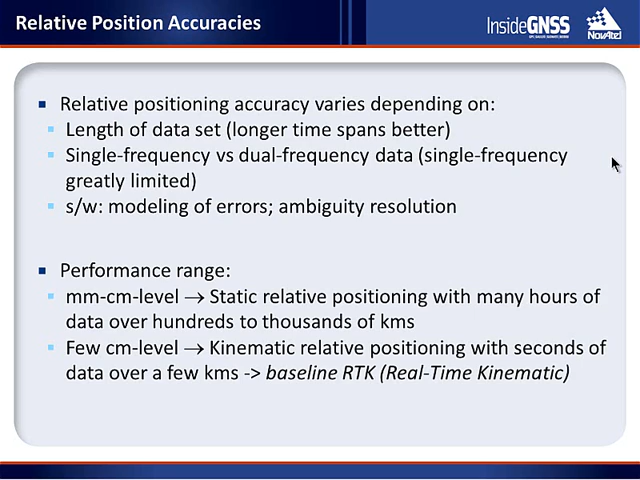 Relative Position Accuracies
InsideGNSS
NovAtel
Relative positioning accuracy varies depending on:
Length of data set (longer time spans better)
Single-frequency vs dual-frequency data (single-frequency
greatly limited)
s/w: modeling of errors; ambiguity resolution
Performance range:
mm-cm-level → Static relative positioning with many hours of
data over hundreds to thousands of kms
Few cm-level → Kinematic relative positioning with seconds of
data over a few kms -> baseline RTK (Real-Time Kinematic)